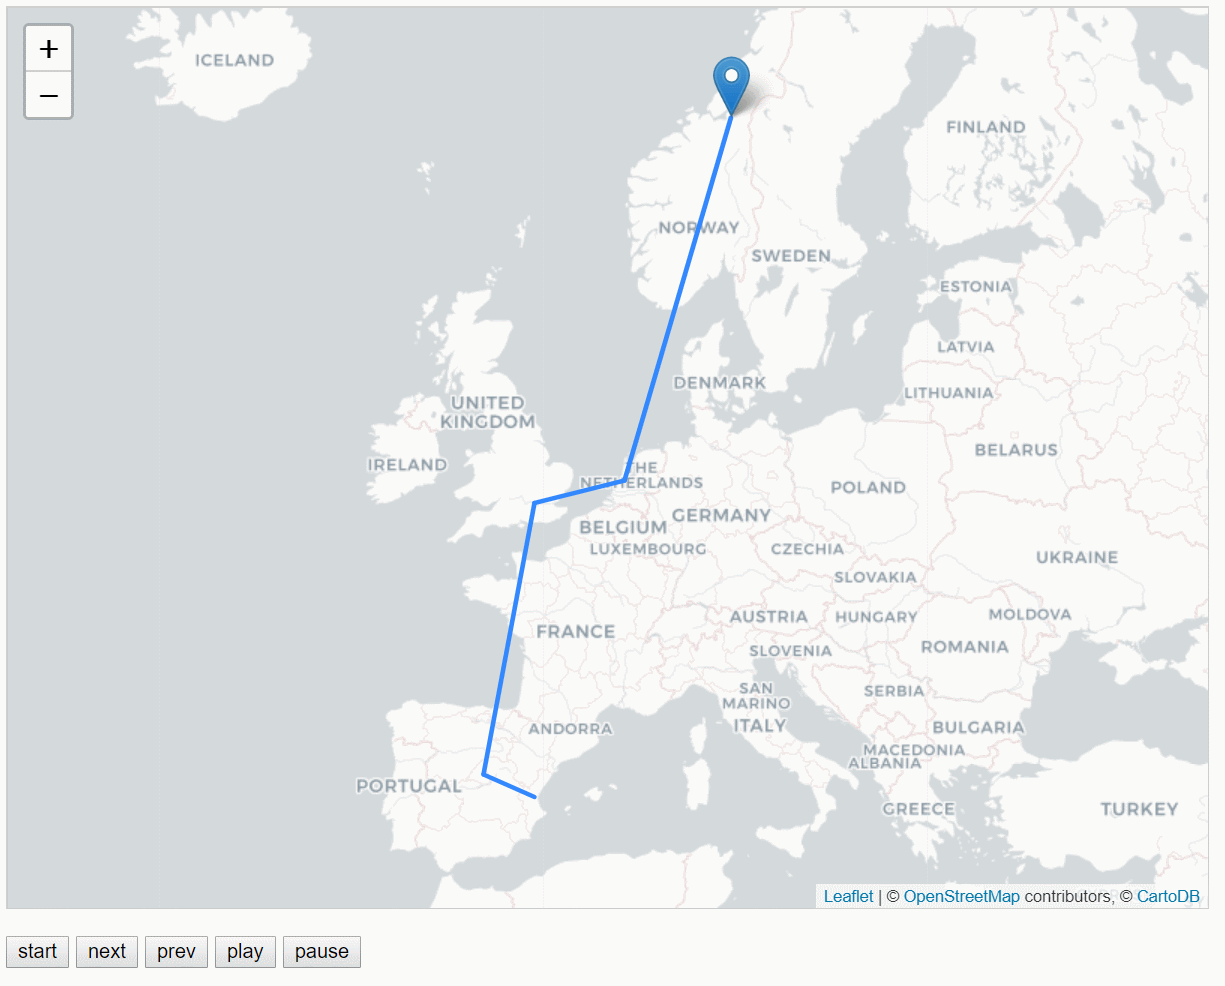 +
−
ICELAND
FINLAND
NORWAY
SWEDEN
ESTONIA
LATVIA
DENMARK
LITHUANIA
UNITED
KINGDOM
BELARUS
IRELAND
THE
NETHERLANDS
POLAND
GERMANY
BELGIUM
LUXEMBOURG
CZECHIA
UKRAINE
SLOVAKIA
AUSTRIA
HUNGARY
MOLDOVA
FRANCE
SLOVENIA
ROMANIA
SAN
MARINO
SERBIA
ITALY
ANDORRA
BULGARIA
MACEDONIA
ALBANIA
PORTUGAL
GREECE
TURKEY
Leaflet | © OpenStreetMap contributors, © CartoDB
start next prev play pause